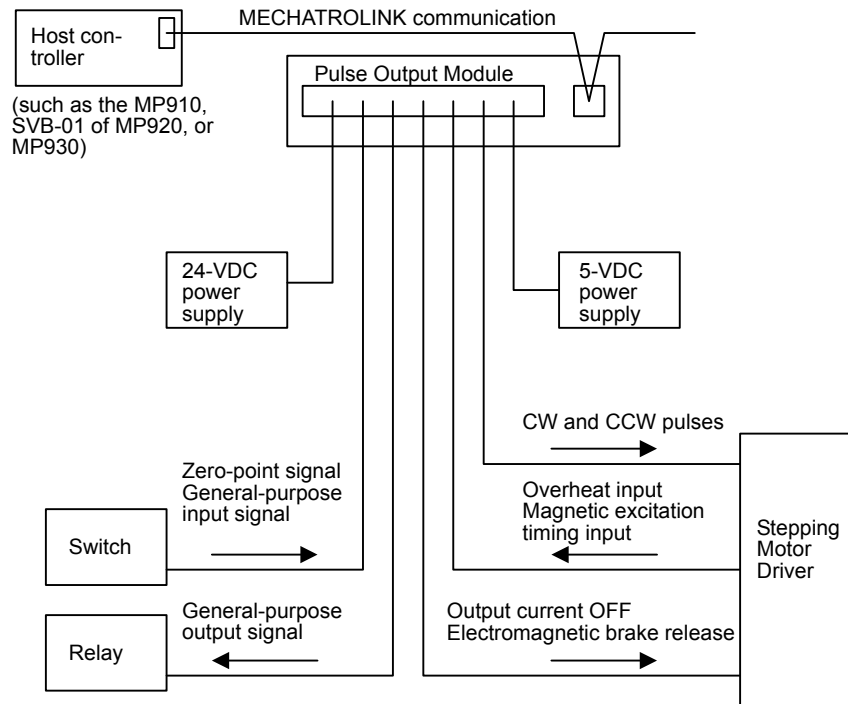 MECHATROLINK communication
Host con-
troller
(such as the MP910,
SVB-01 of MP920, or
MP930)
Pulse Output Module
24-VDC
power
supply
5-VDC
power
supply
CW and CCW pulses
Zero-point signal
General-purpose
input signal
Overheat input
Magnetic excitation
timing input
Switch
Stepping
Motor
Driver
General-purpose
output signal
Output current OFF
Electromagnetic brake release
Relay